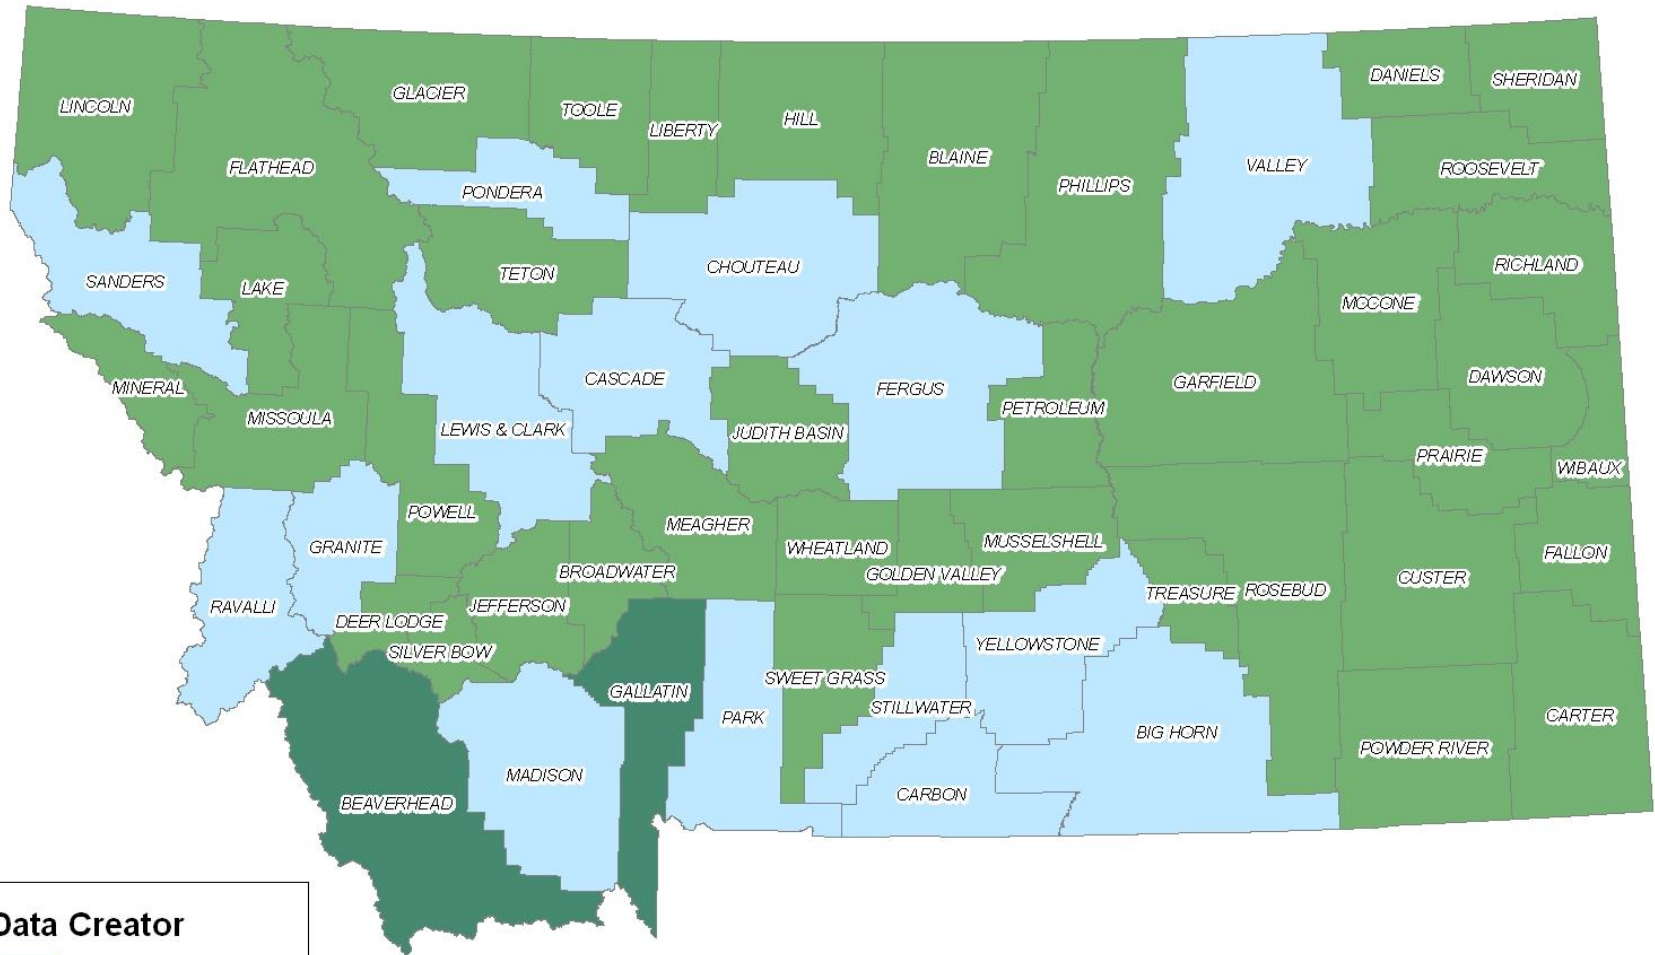 LINCOLN
FLATHEAD
GLACIER
TOOLE
LIBERTY
HILL
BLAINE
PHILLIPS
VALLEY
DANIELS
SHERIDAN
ROOSEVELT
PONDERA
SANDERS
LAKE
TETON
CHOUTEAU
RICHLAND
MCCONE
MINERAL
MISSOULA
LEWIS & CLARK
CASCADE
JUDITH BASIN
FERGUS
PETROLEUM
GARFIELD
DAWSON
PRAIRIE
WIBAUX
POWELL
GRANITE
RAVALLI
DEER LODGE
SILVER BOW
JEFFERSON
BROADWATER
MEAGHER
WHEATLAND
GOLDEN VALLEY
MUSSELSHELL
TREASURE
ROSEBUD
CUSTER
FALLON
BEAVERHEAD
MADISON
GALLATIN
PARK
SWEET GRASS
STILLWATER
YELLOWSTONE
CARBON
BIG HORN
POWDER RIVER
CARTER
Data Creator